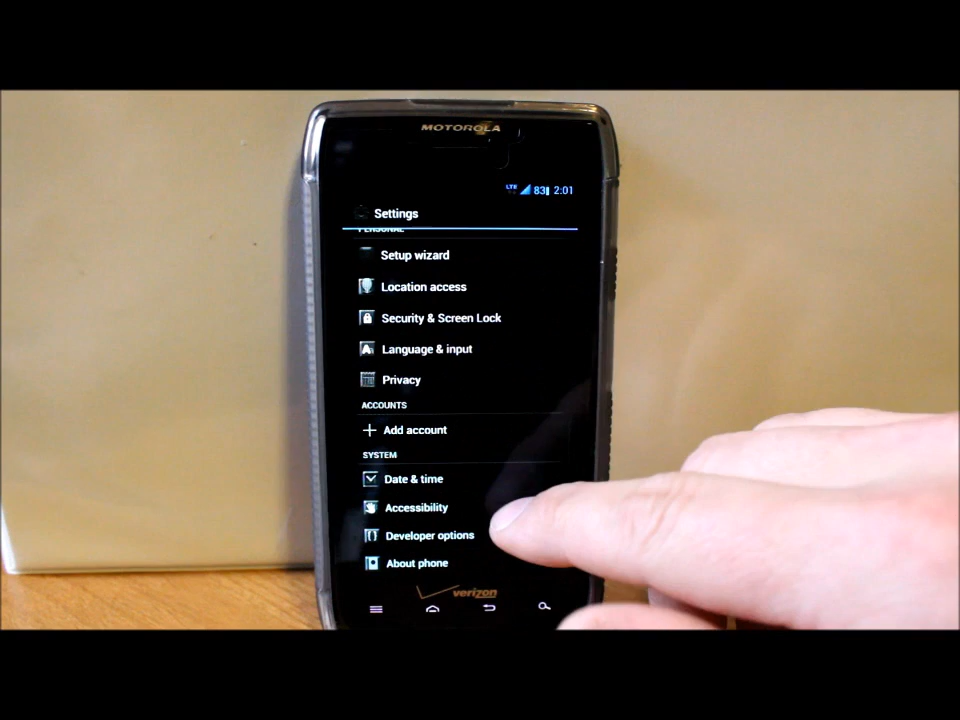 MOTOROLA
LTE 83 2:01
Settings
PERSONAL
Setup wizard
Location access
Security & Screen Lock
Language & input
Privacy
ACCOUNTS
Add account
SYSTEM
Date & time
Accessibility
Developer options
About phone
verizon